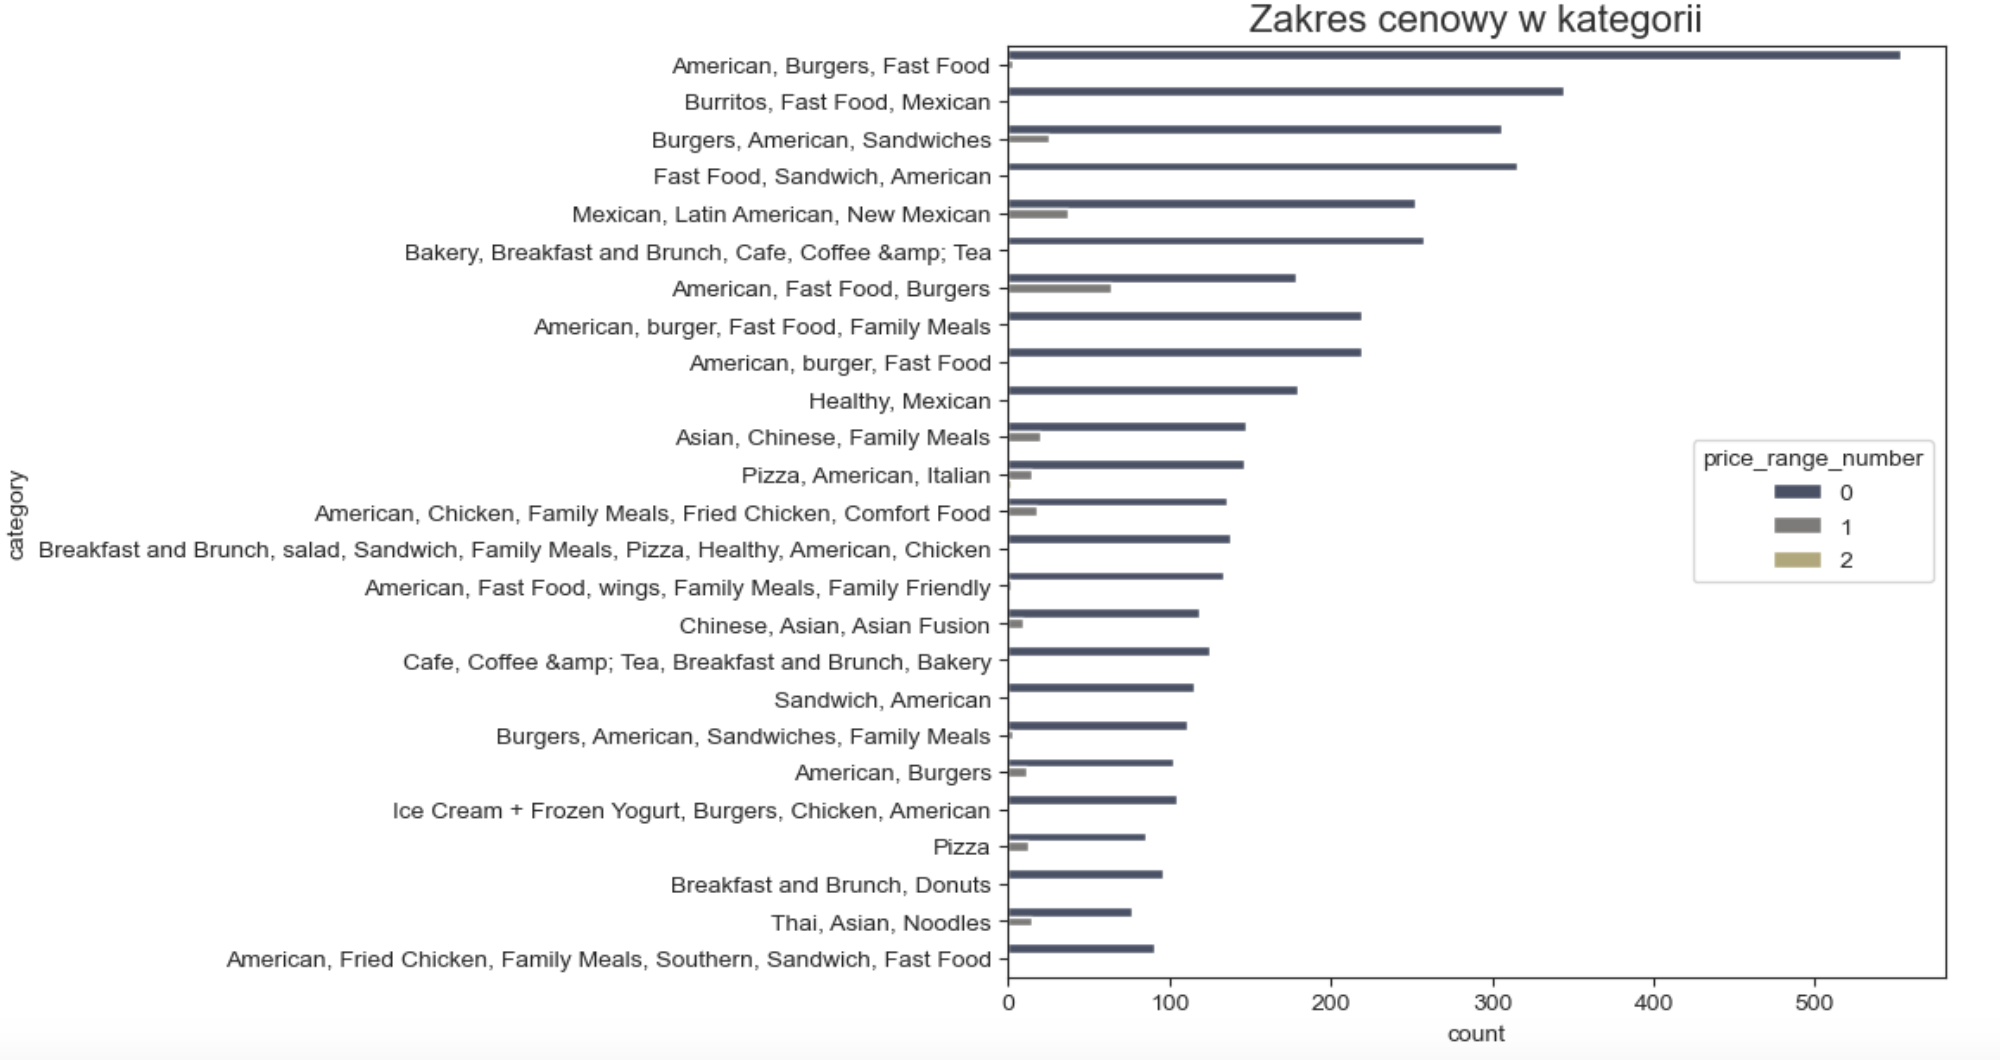 Zakres cenowy w kategorii
American, Burgers, Fast Food
Burritos, Fast Food, Mexican
Burgers, American, Sandwiches
Fast Food, Sandwich, American
Mexican, Latin American, New Mexican
Bakery, Breakfast and Brunch, Cafe, Coffee &amp; Tea
American, Fast Food, Burgers
American, burger, Fast Food, Family Meals
American, burger, Fast Food
Healthy, Mexican
Asian, Chinese, Family Meals
Pizza, American, Italian
American, Chicken, Family Meals, Fried Chicken, Comfort Food
Breakfast and Brunch, salad, Sandwich, Family Meals, Pizza, Healthy, American, Chicken
American, Fast Food, wings, Family Meals, Family Friendly
Chinese, Asian, Asian Fusion
Cafe, Coffee &amp; Tea, Breakfast and Brunch, Bakery
Sandwich, American
Burgers, American, Sandwiches, Family Meals
American, Burgers
Ice Cream + Frozen Yogurt, Burgers, Chicken, American
Pizza
Breakfast and Brunch, Donuts
Thai, Asian, Noodles
American, Fried Chicken, Family Meals, Southern, Sandwich, Fast Food
category
price_range_number
0
1
2
0 100 200 300 400 500
count